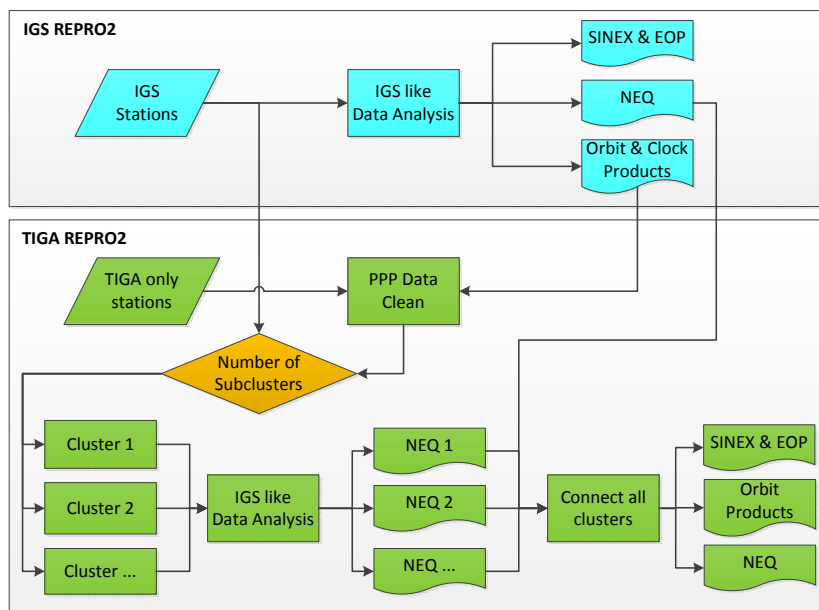 IGS REPRO2
IGS
Stations
IGS like
Data Analysis
SINEX & EOP
NEQ
Orbit & Clock
Products
TIGA REPRO2
TIGA only
stations
PPP Data
Clean
Number of
Subclusters
Cluster 1
Cluster 2
Cluster ...
IGS like
Data Analysis
NEQ 1
NEQ 2
NEQ ...
Connect all
clusters
SINEX & EOP
Orbit
Products
NEQ